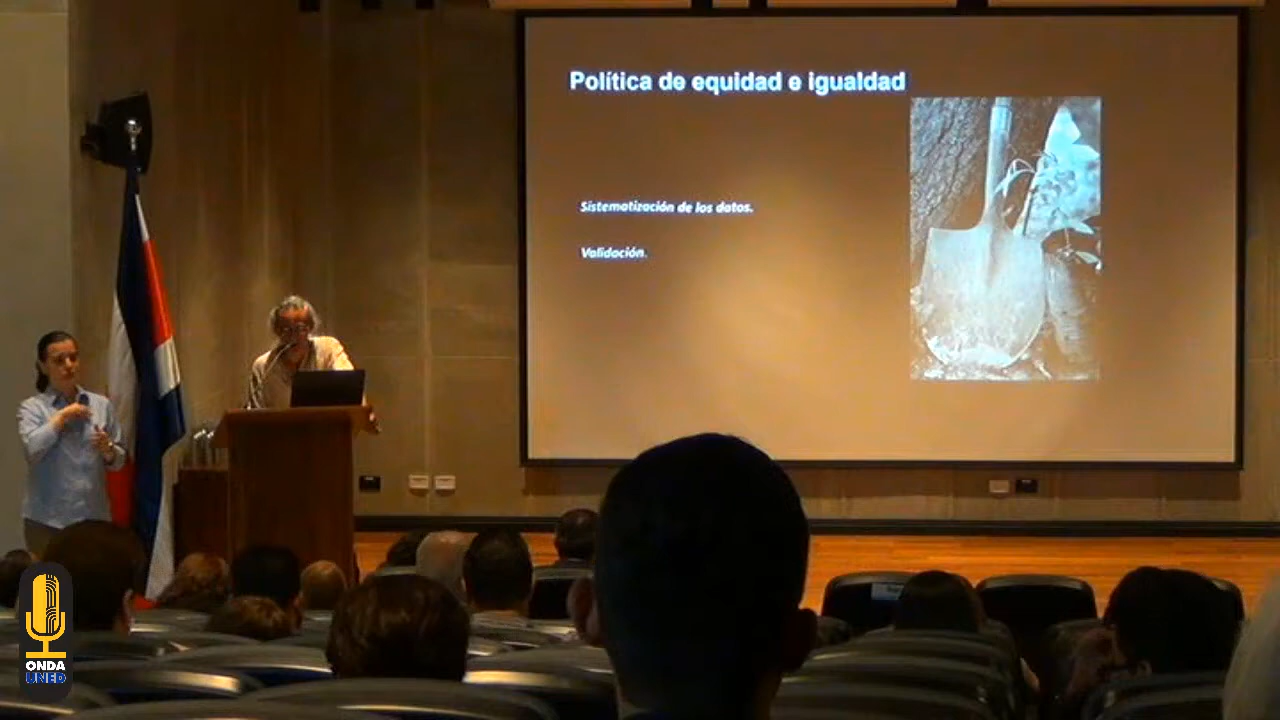 Política de equidad e igualdad
Sistematización de los datos.
Validación.
ONDA
UNED